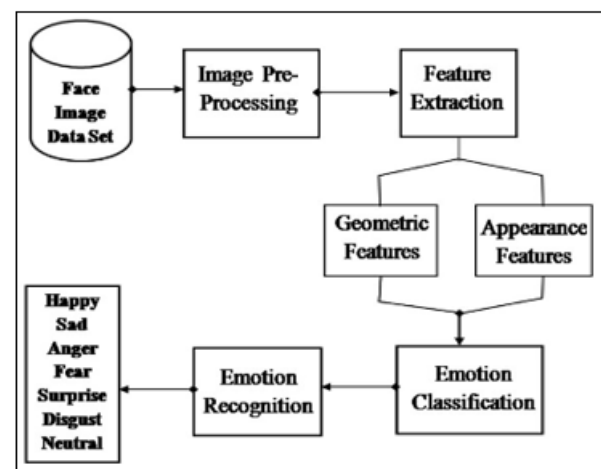 Face
Image
Data Set
Image Pre-
Processing
Feature
Extraction
Geometric
Features
Appearance
Features
Emotion
Classification
Emotion
Recognition
Happy
Sad
Anger
Fear
Surprise
Disgust
Neutral